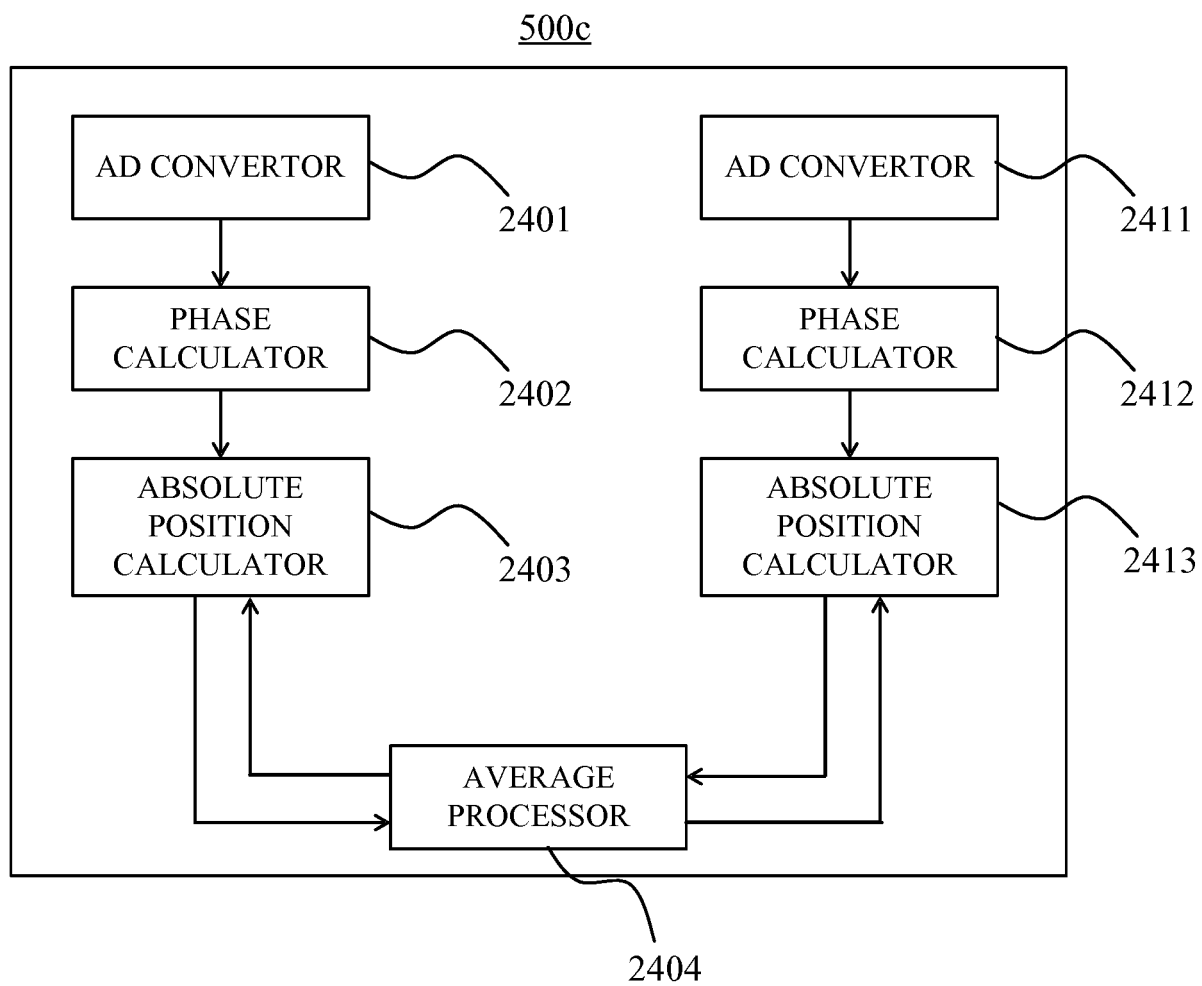 500c
AD CONVERTOR
2401
AD CONVERTOR
2411
PHASE
CALCULATOR
2402
PHASE
CALCULATOR
2412
ABSOLUTE
POSITION
CALCULATOR
2403
ABSOLUTE
POSITION
CALCULATOR
2413
AVERAGE
PROCESSOR
2404